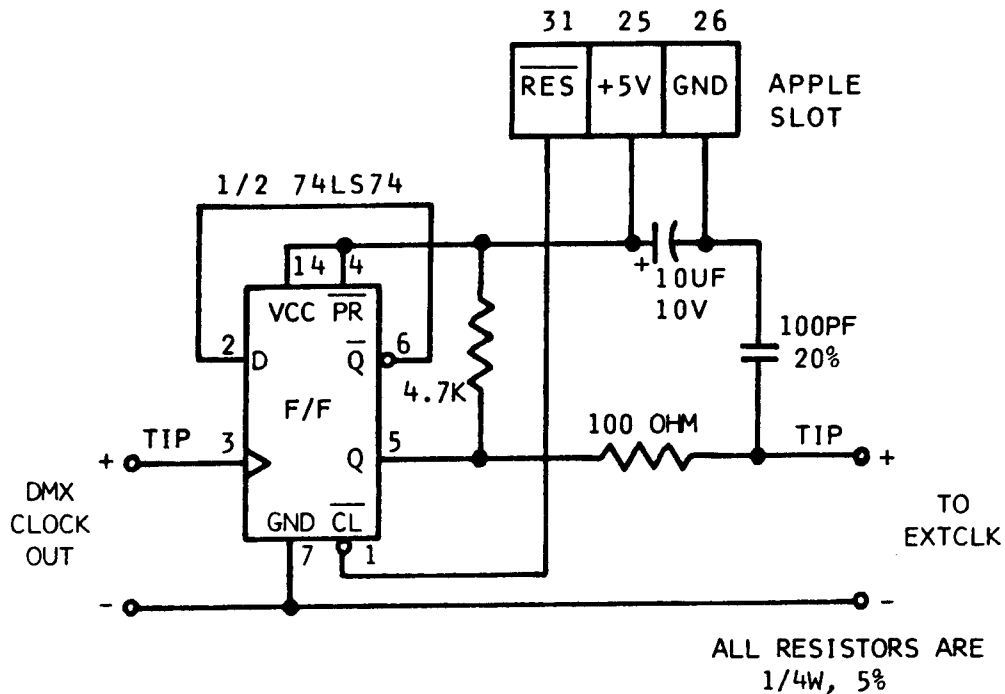 31 25 26
RES +5V GND
APPLE
SLOT
1/2 74LS74
14 4
+
10UF
10V
VCC PR
100PF
20%
2 D Q 6
4.7K
F/F
100 OHM
TIP
+ TIP 3
Q 5
+
DMX
CLOCK
OUT
TO
EXTCLK
GND CL
7 1
-
-
ALL RESISTORS ARE
1/4W, 5%